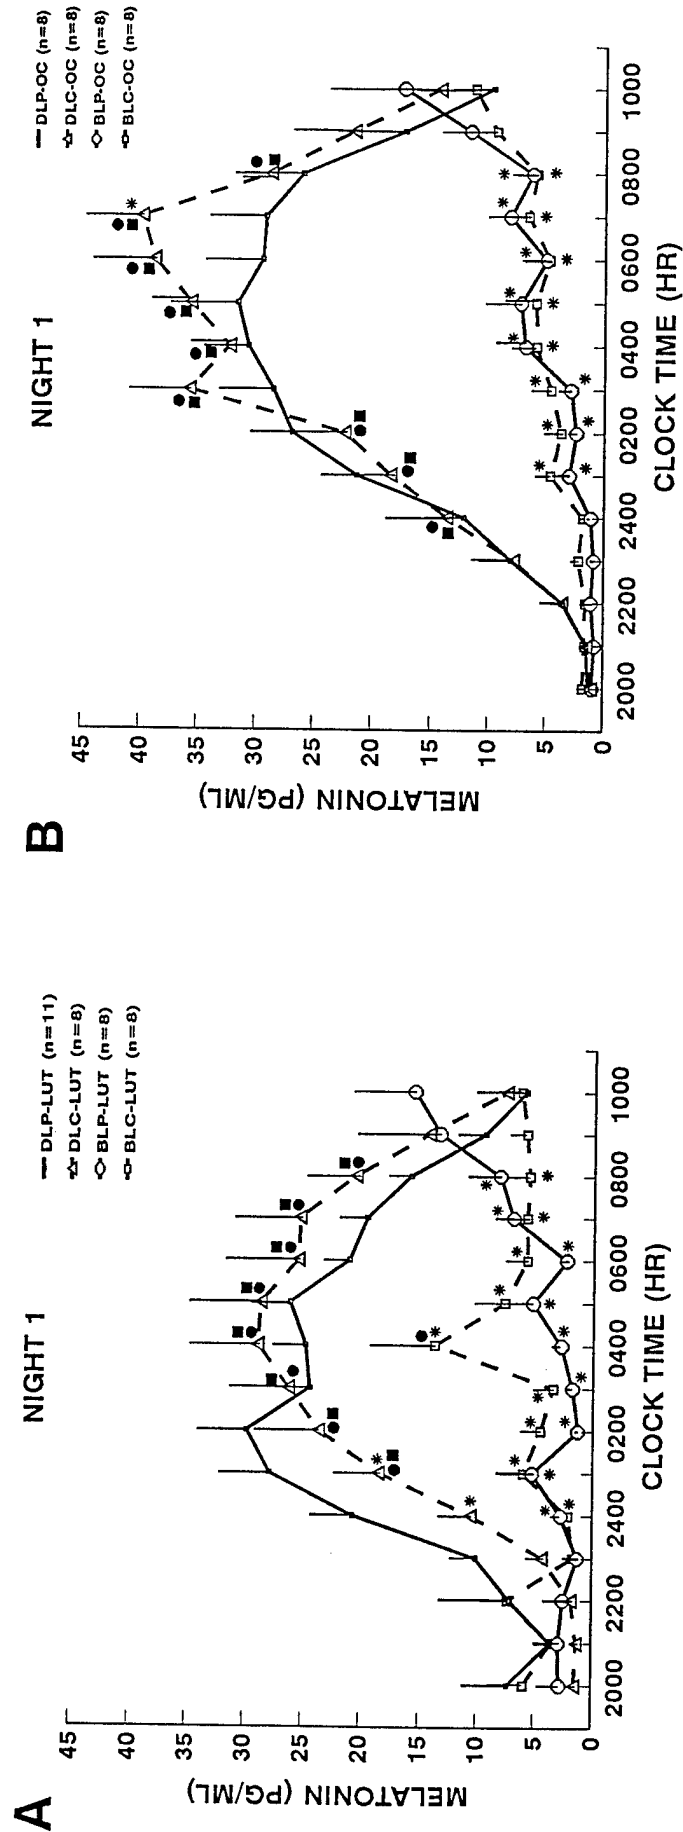 A
NIGHT 1
DLP-LUT (n=11)
DLC-LUT (n=8)
BLP-LUT (n=8)
BLC-LUT (n=8)
MELATONIN (PG/ML)
45
40
35
30
25
20
15
10
5
0
2000 2200 2400 0200 0400 0600 0800 1000
CLOCK TIME (HR)
B
NIGHT 1
DLP-OC (n=8)
DLC-OC (n=8)
BLP-OC (n=8)
BLC-OC (n=8)
MELATONIN (PG/ML)
45
40
35
30
25
20
15
10
5
0
2000 2200 2400 0200 0400 0600 0800 1000
CLOCK TIME (HR)